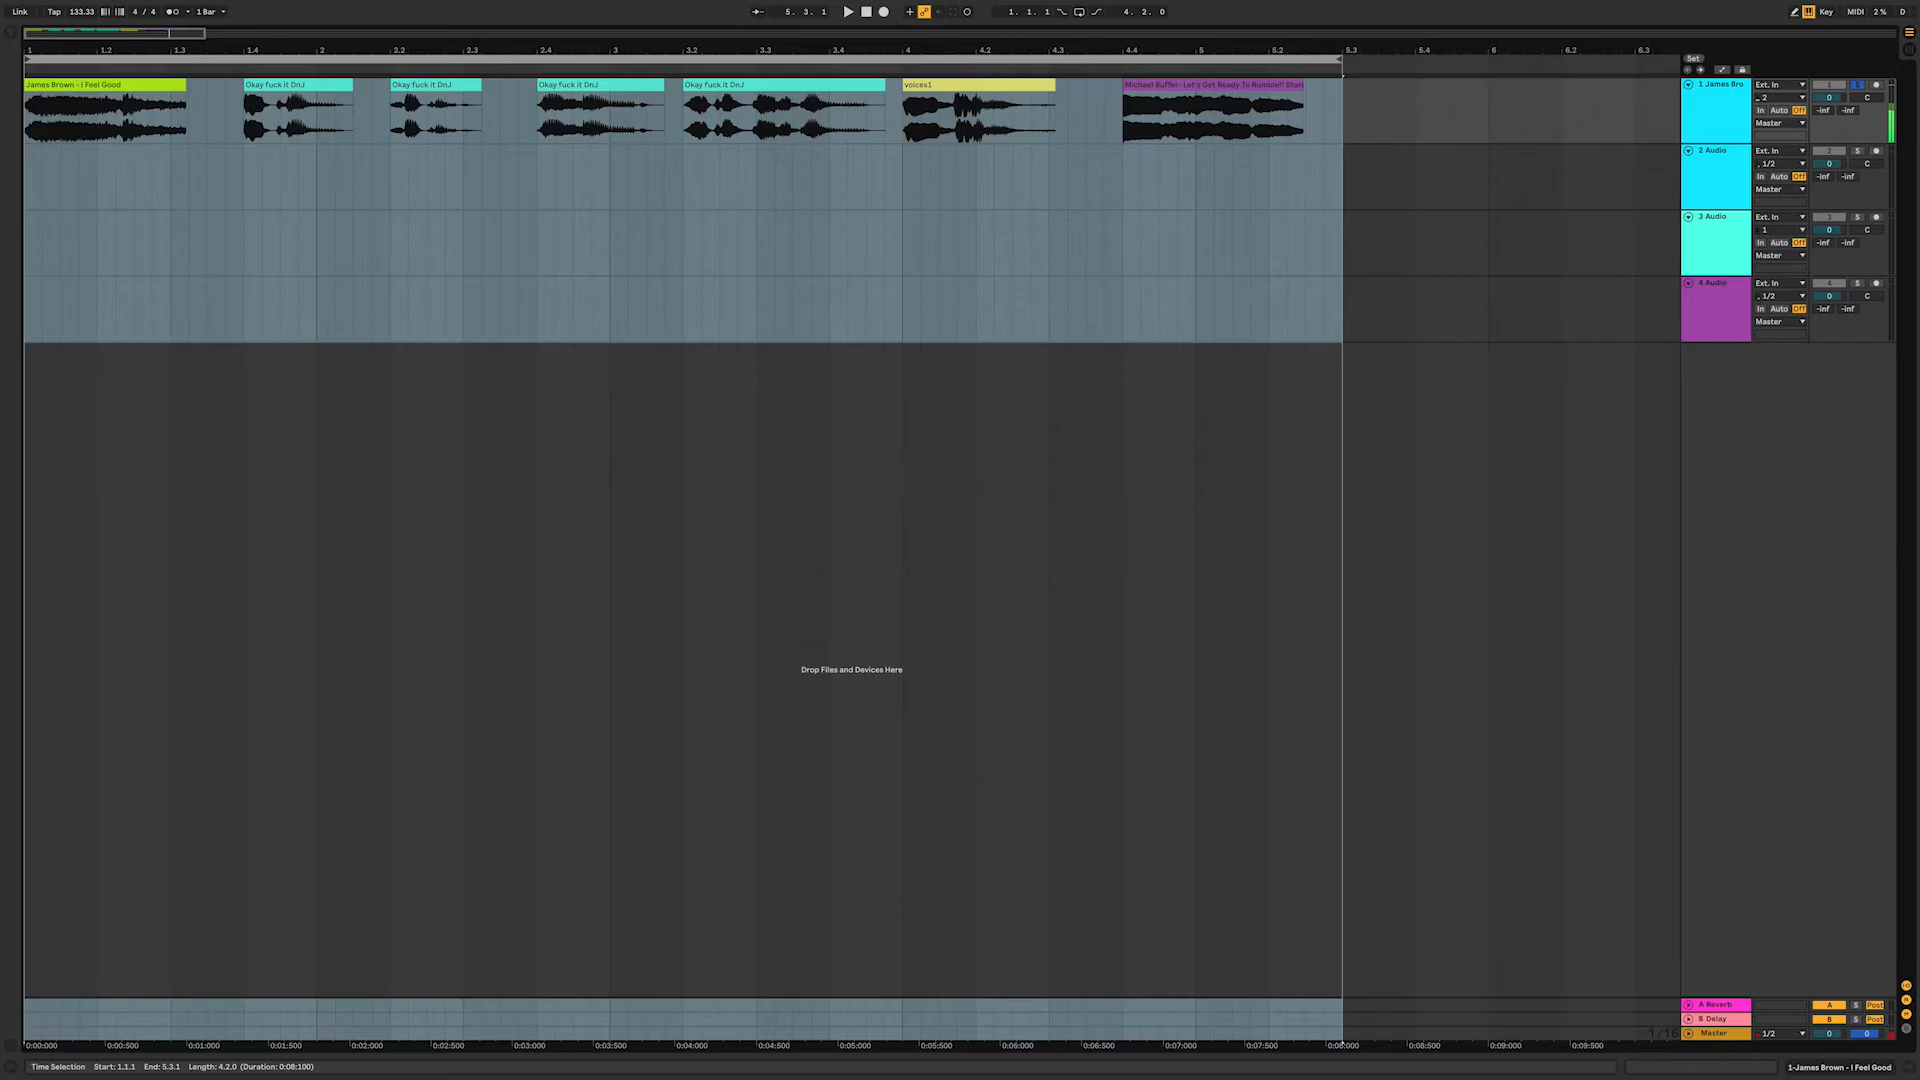 Link Tap 133.33 4 / 4 1 Bar 5. 3. 1 1. 1. 1 4. 2. 0 Key MIDI 2 % D
1 1.2 1.3 1.4 2 2.2 2.3 2.4 3 3.2 3.3 3.4 4 4.2 4.3 4.4 5 5.2 5.3 5.4 6 6.2 6.3
Set
James Brown - I Feel Good Okay fuck it DnJ Okay fuck it DnJ Okay fuck it DnJ Okay fuck it DnJ voices1 Michael Buffer- Let's Get Ready To Rumble!! Starr
1 James Bro Ext. In 1 S
2 0 C
In Auto Off -inf -inf
Master
2 Audio Ext. In 2 S
1/2 0 C
In Auto Off -inf -inf
Master
3 Audio Ext. In 3 S
1 0 C
In Auto Off -inf -inf
Master
4 Audio Ext. In 4 S
1/2 0 C
In Auto Off -inf -inf
Master
Drop Files and Devices Here
A Reverb A S Post
B Delay B S Post
1/16 Master 1/2 0 0
0:00:000 0:00:500 0:01:000 0:01:500 0:02:000 0:02:500 0:03:000 0:03:500 0:04:000 0:04:500 0:05:000 0:05:500 0:06:000 0:06:500 0:07:000 0:07:500 0:08:000 0:08:500 0:09:000 0:09:500
Time Selection Start: 1.1.1 End: 5.3.1 Length: 4.2.0 (Duration: 0:08:100) 1-James Brown - I Feel Good